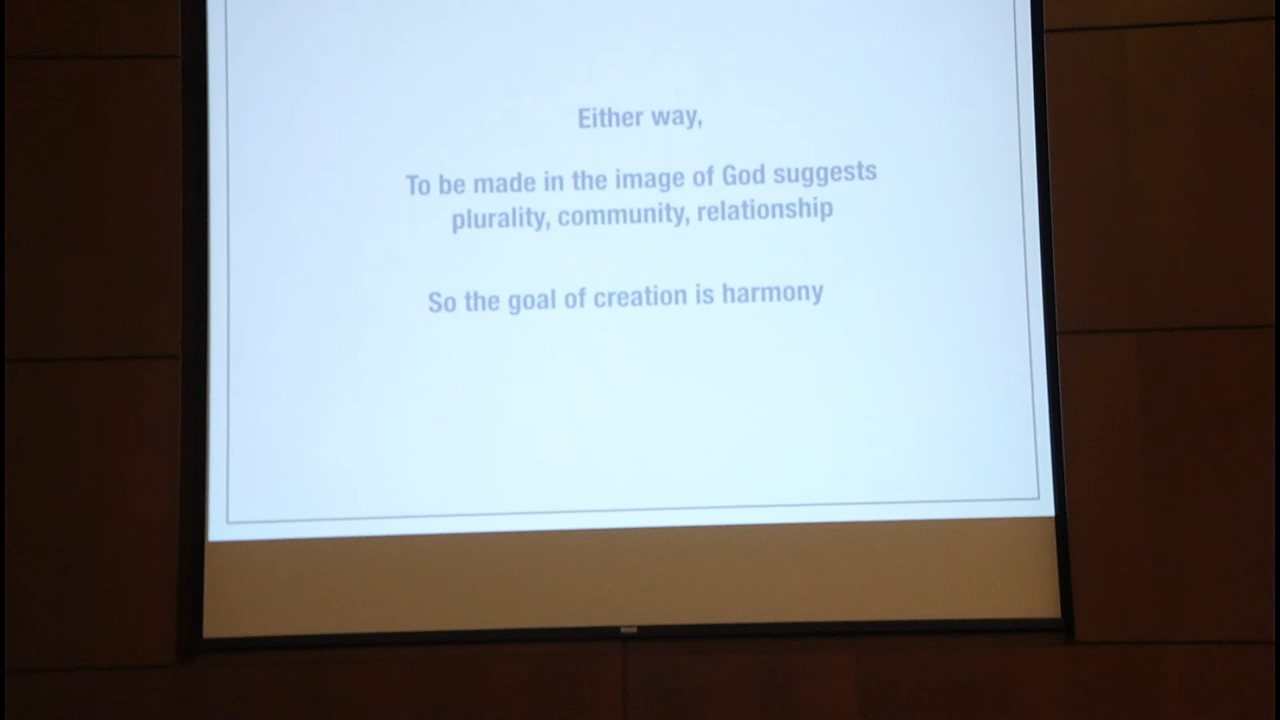 Either way,
To be made in the image of God suggests
plurality, community, relationship
So the goal of creation is harmony